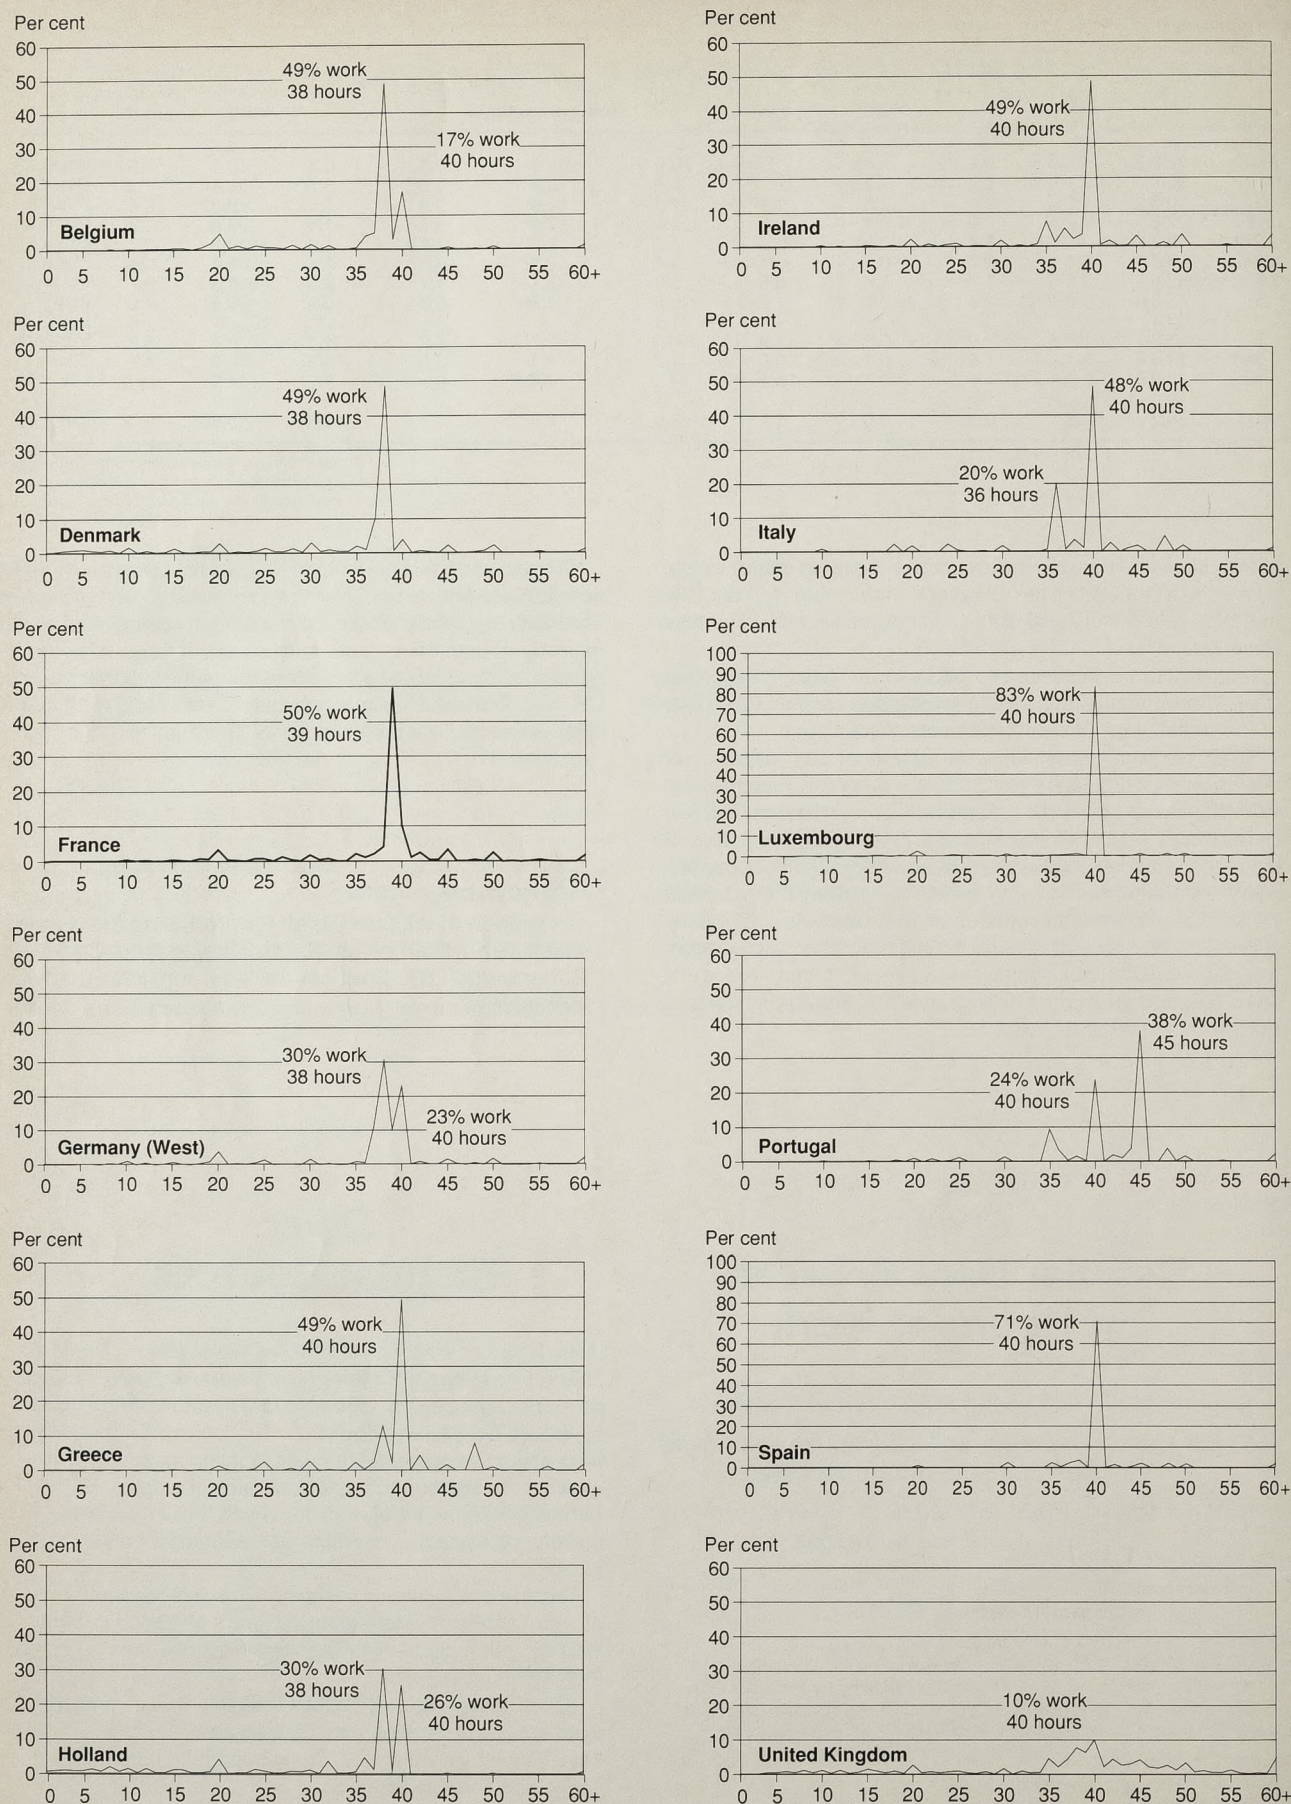 Per cent
60
50
49% work
38 hours
40
17% work
40 hours
30
20
10
Belgium
0
0 5 10 15 20 25 30 35 40 45 50 55 60+
Per cent
60
50
49% work
38 hours
40
30
20
10
Denmark
0
0 5 10 15 20 25 30 35 40 45 50 55 60+
Per cent
60
50
50% work
39 hours
40
30
20
10
France
0
0 5 10 15 20 25 30 35 40 45 50 55 60+
Per cent
60
50
40
30
30% work
38 hours
20
23% work
40 hours
10
Germany (West)
0
0 5 10 15 20 25 30 35 40 45 50 55 60+
Per cent
60
50
49% work
40 hours
40
30
20
10
Greece
0
0 5 10 15 20 25 30 35 40 45 50 55 60+
Per cent
60
50
40
30
30% work
38 hours
20
26% work
40 hours
10
Holland
0
0 5 10 15 20 25 30 35 40 45 50 55 60+
Per cent
60
50
49% work
40 hours
40
30
20
10
Ireland
0
0 5 10 15 20 25 30 35 40 45 50 55 60+
Per cent
60
50
48% work
40 hours
40
30
20% work
36 hours
20
10
Italy
0
0 5 10 15 20 25 30 35 40 45 50 55 60+
Per cent
100
90
80
83% work
40 hours
70
60
50
40
30
20
10
Luxembourg
0
0 5 10 15 20 25 30 35 40 45 50 55 60+
Per cent
60
50
40
38% work
45 hours
30
24% work
40 hours
20
10
Portugal
0
0 5 10 15 20 25 30 35 40 45 50 55 60+
Per cent
100
90
80
70
71% work
40 hours
60
50
40
30
20
10
Spain
0
0 5 10 15 20 25 30 35 40 45 50 55 60+
Per cent
60
50
40
30
20
10% work
40 hours
10
United Kingdom
0
0 5 10 15 20 25 30 35 40 45 50 55 60+